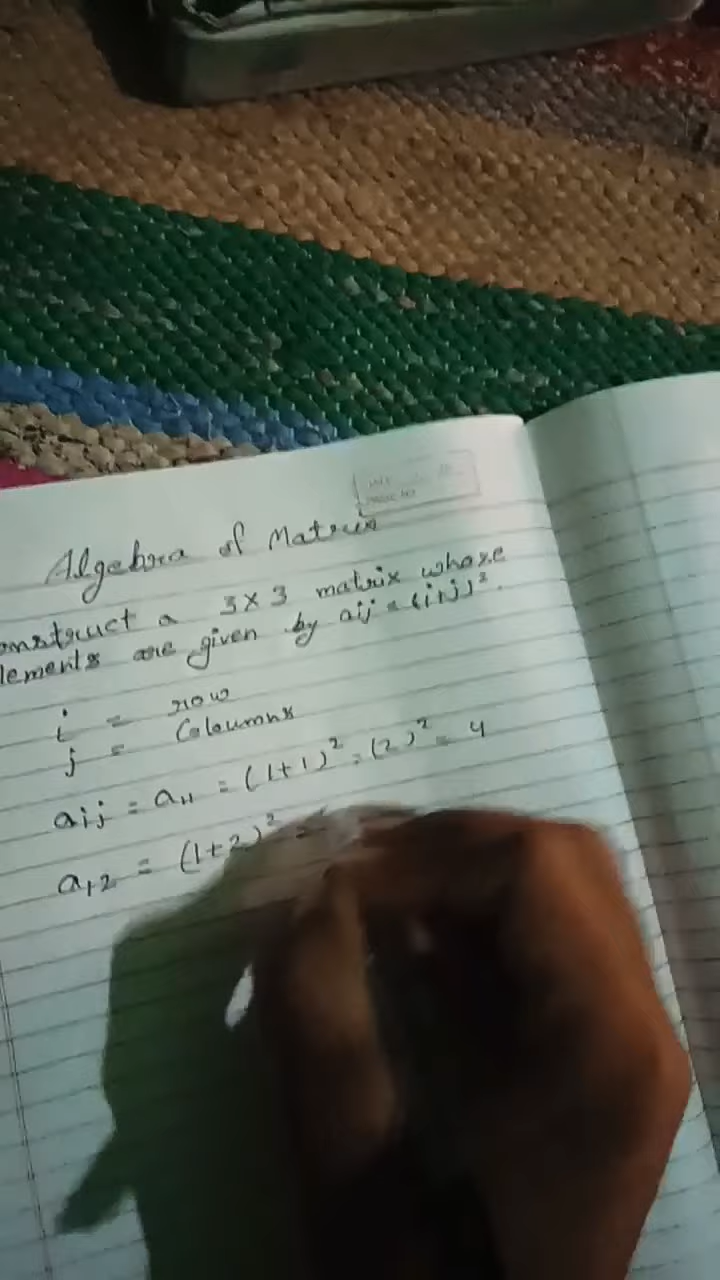 Algebra of Matrix
onstruct a 3×3 matrix whose
lements are given by aij = (i+j)².
i = row
j = Coloumns
aij = a₁₁ = (1+1)² = (2)² = 4
a₁₂ = (1+2)² =